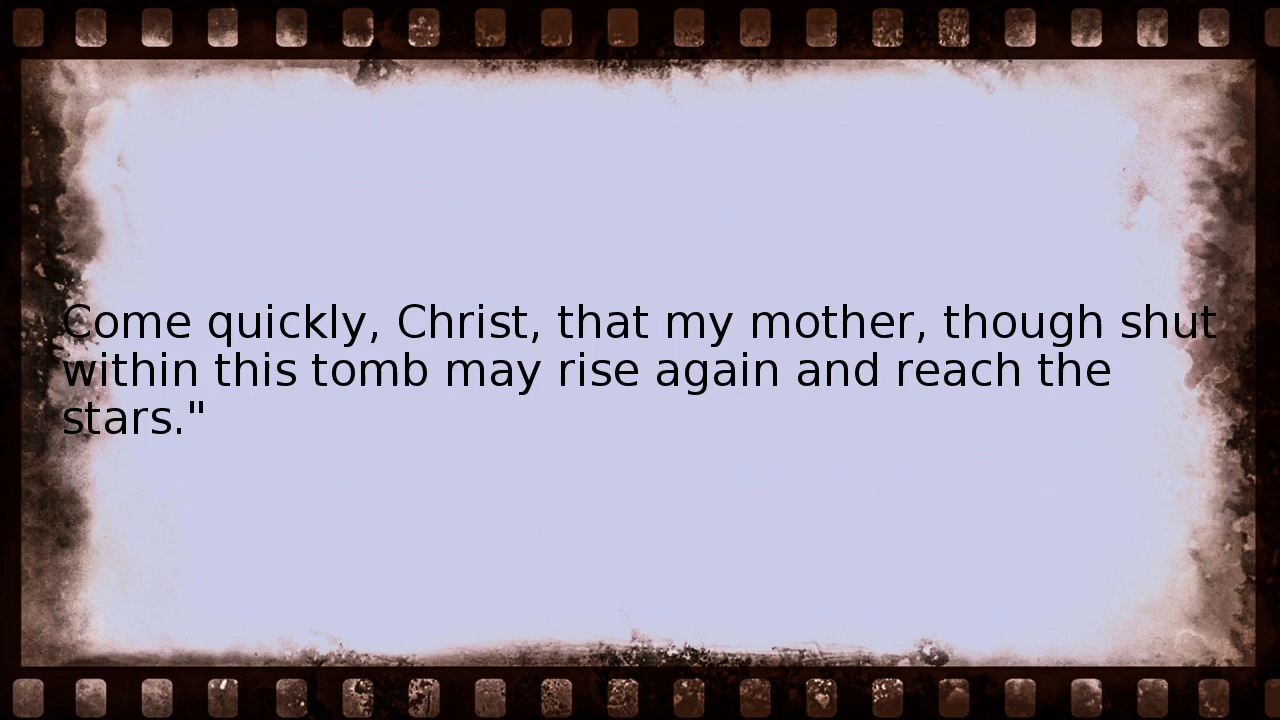 Come quickly, Christ, that my mother, though shut
within this tomb may rise again and reach the
stars."